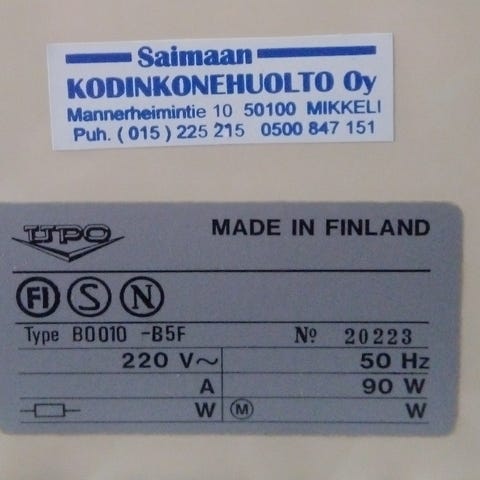 Saimaan
KODINKONEHUOLTO Oy
Mannerheimintie 10 50100 MIKKELI
Puh. (015) 225 215 0500 847 151
UPO MADE IN FINLAND
FI S N
Type B0010 -B5F Nº 20223
220 V~ 50 Hz
A 90 W
W M W